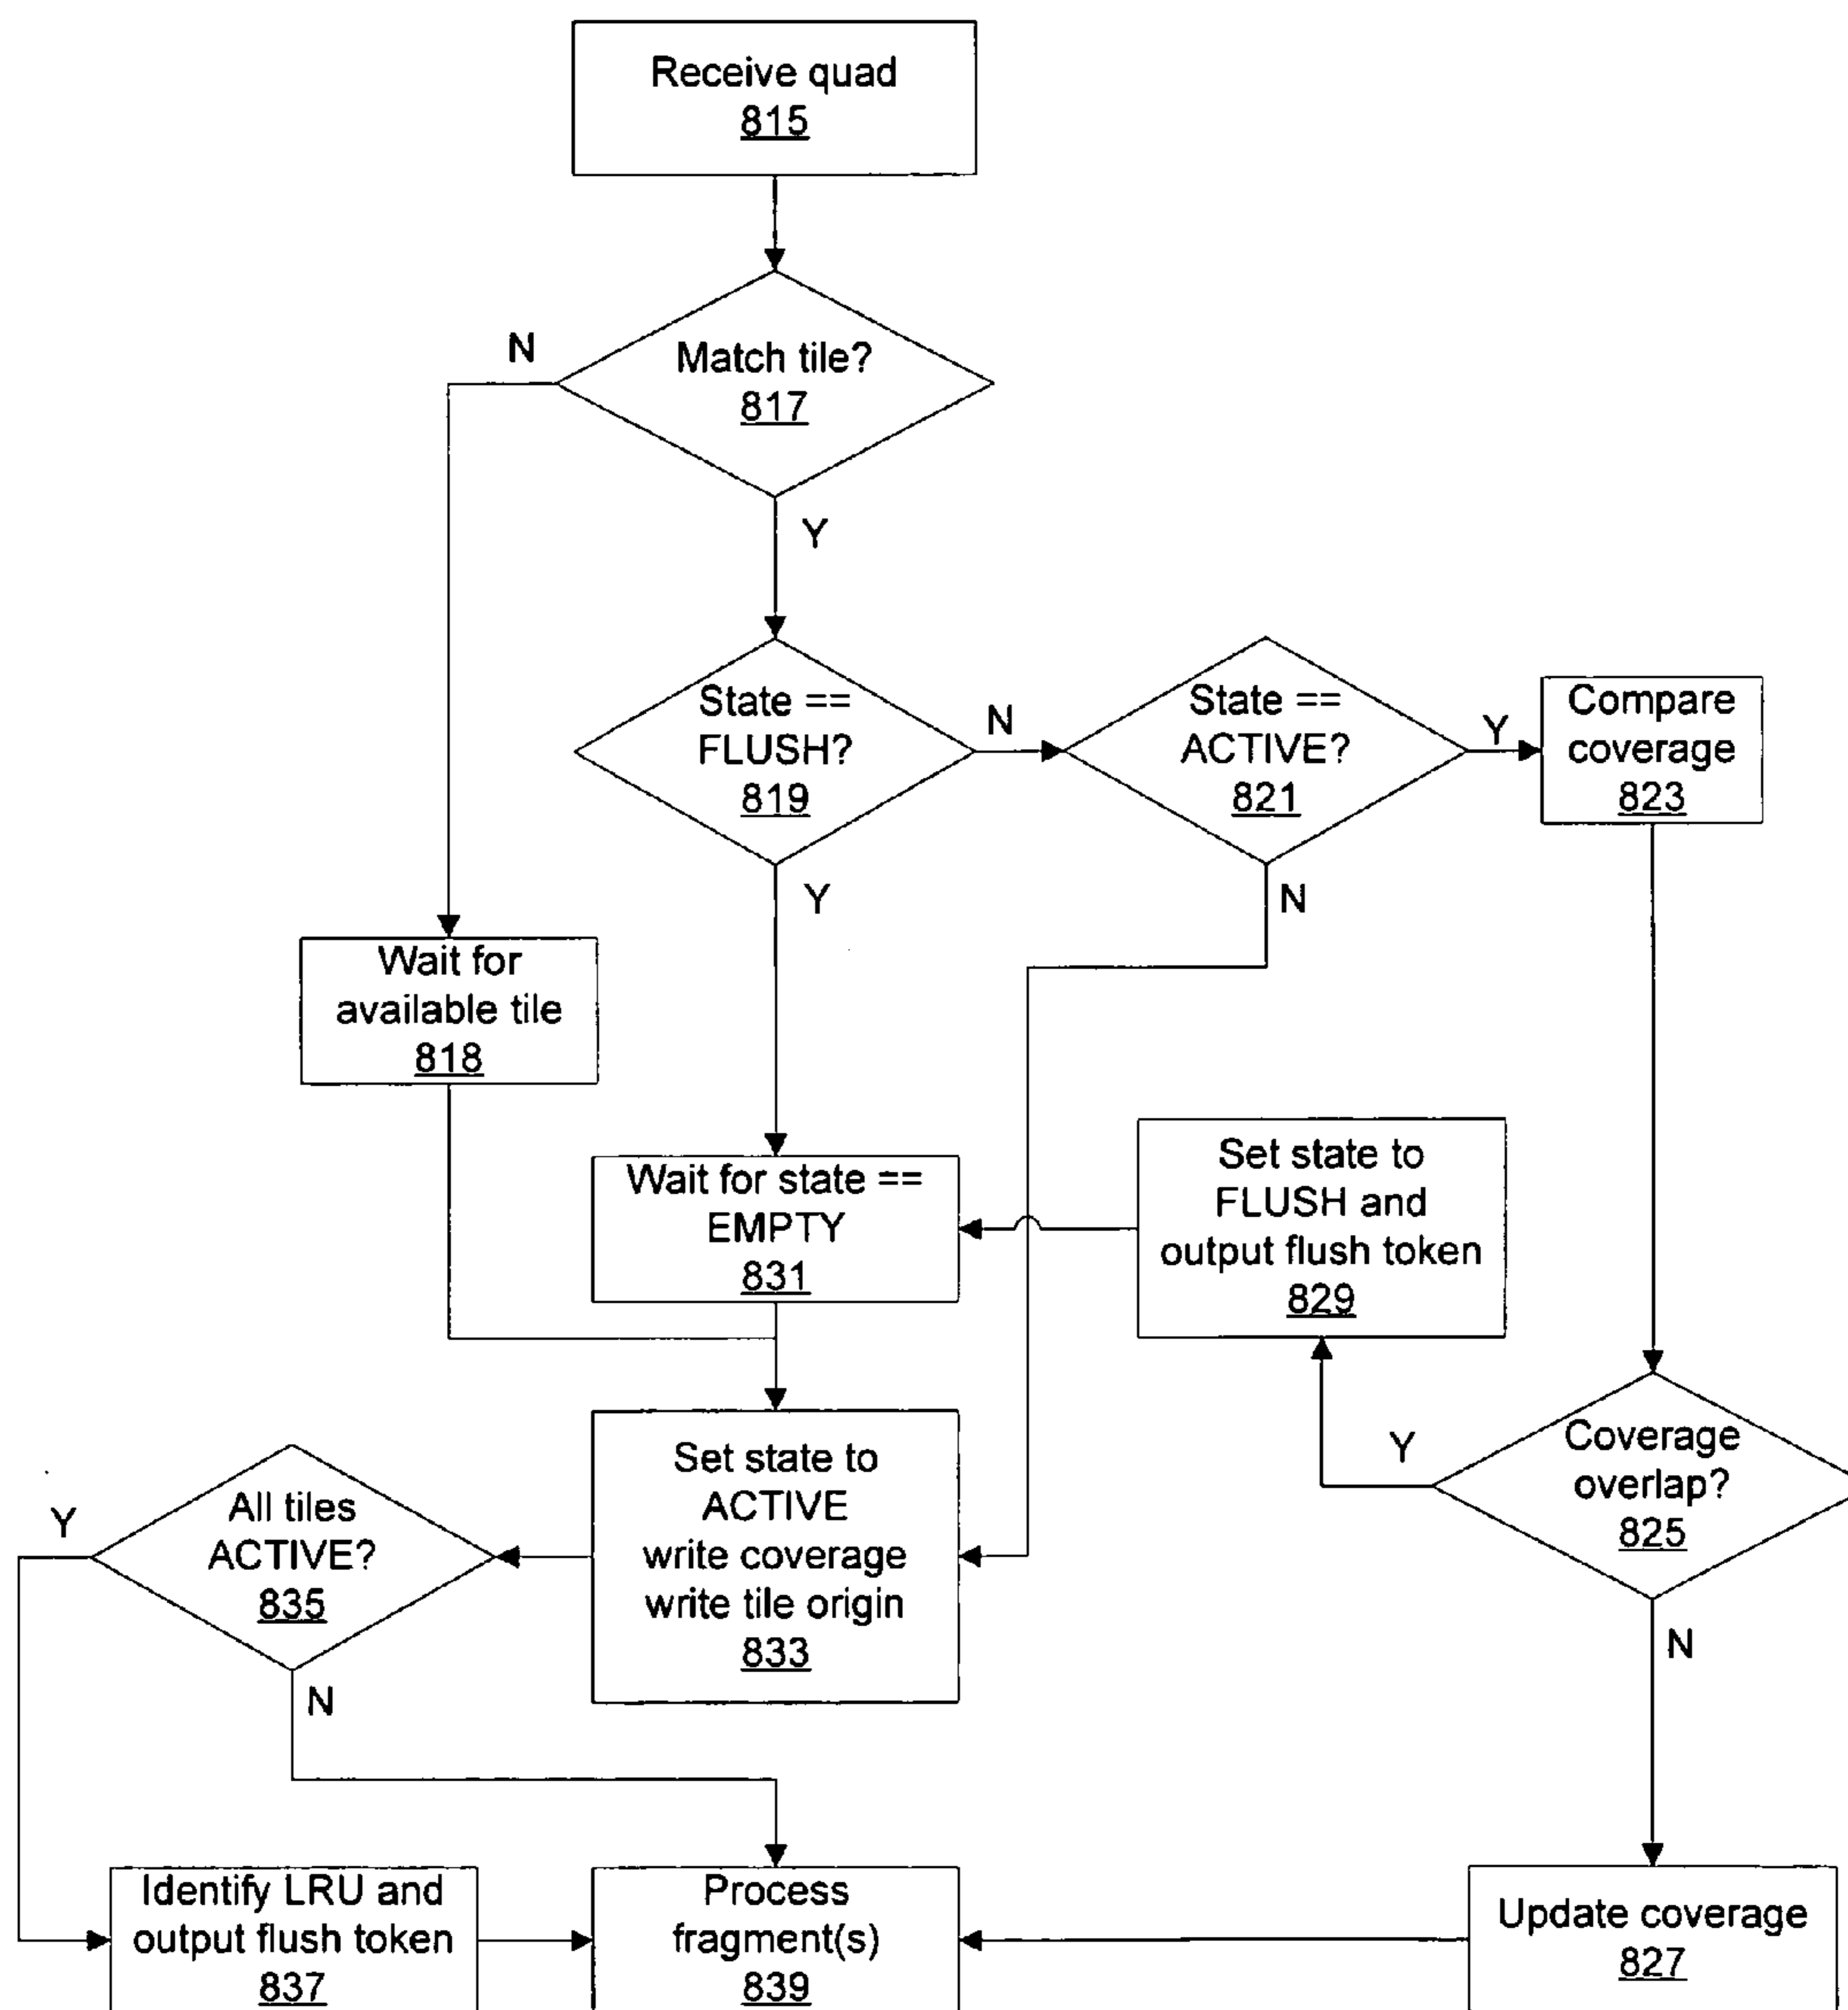 Receive quad
815
N
Match tile?
817
Y
State ==
FLUSH?
819
N
State ==
ACTIVE?
821
Y
Compare
coverage
823
Y
N
Wait for
available tile
818
Wait for state ==
EMPTY
831
Set state to
FLUSH and
output flush token
829
Y
All tiles
ACTIVE?
835
N
Set state to
ACTIVE
write coverage
write tile origin
833
Y
Coverage
overlap?
825
N
Identify LRU and
output flush token
837
Process
fragment(s)
839
Update coverage
827